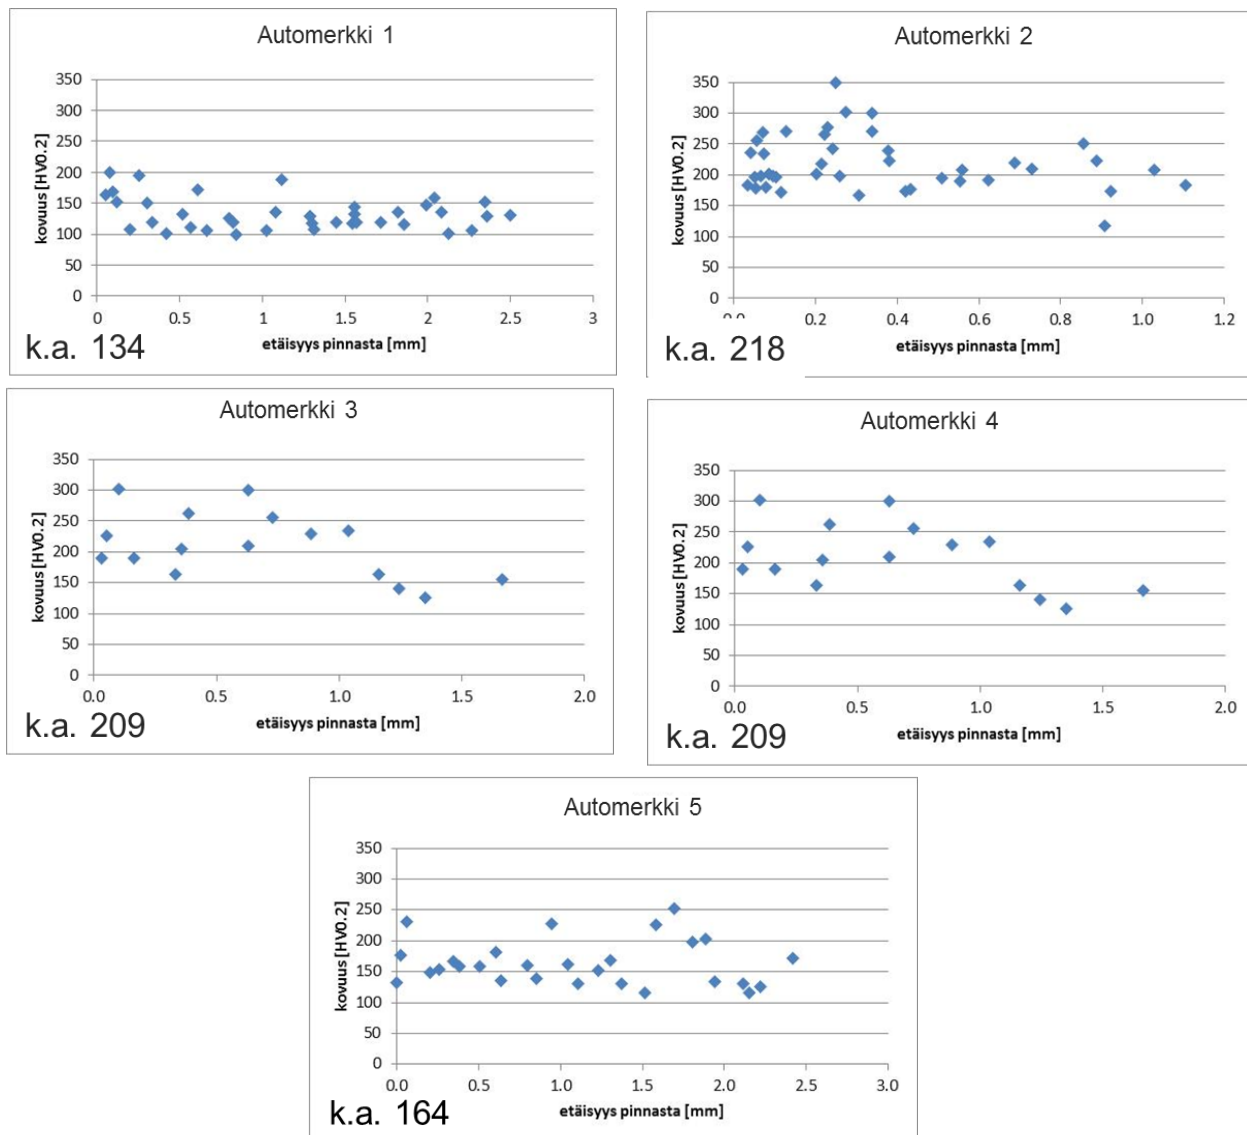 Automerkki 1
350
300
250
200
150
100
50
0
kovuus [HV0.2]
0 0.5 1 1.5 2 2.5 3
etäisyys pinnasta [mm]
k.a. 134
Automerkki 2
350
300
250
200
150
100
50
0
kovuus [HV0.2]
0.2 0.4 0.6 0.8 1.0 1.2
etäisyys pinnasta [mm]
k.a. 218
Automerkki 3
350
300
250
200
150
100
50
0
kovuus [HV0.2]
0.0 0.5 1.0 1.5 2.0
etäisyys pinnasta [mm]
k.a. 209
Automerkki 4
350
300
250
200
150
100
50
0
kovuus [HV0.2]
0.0 0.5 1.0 1.5 2.0
etäisyys pinnasta [mm]
k.a. 209
Automerkki 5
350
300
250
200
150
100
50
0
kovuus [HV0.2]
0.0 0.5 1.0 1.5 2.0 2.5 3.0
etäisyys pinnasta [mm]
k.a. 164